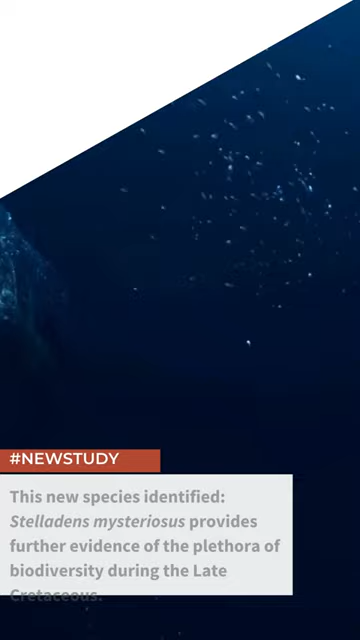 #NEWSTUDY
This new species identified:
Stelladens mysteriosus provides
further evidence of the plethora of
biodiversity during the Late
Cretaceous.